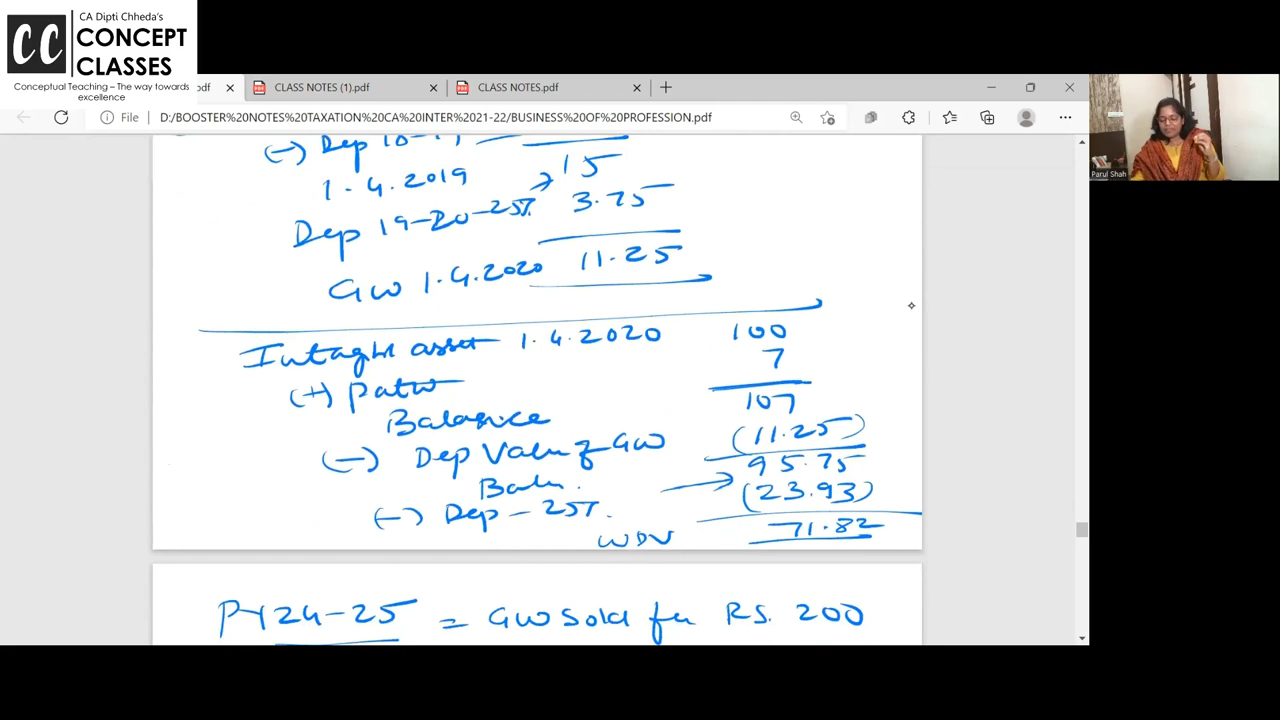 CA Dipti Chheda's
CC CONCEPT
CLASSES
Conceptual Teaching – The way towards
excellence
pdf
CLASS NOTES (1).pdf
CLASS NOTES.pdf
File
D:/BOOSTER%20NOTES%20TAXATION%20CA%20INTER%202021-22/BUSINESS%20OF%20PROFESSION.pdf
Parul Shah
(-) Dep 18-19
1.4.2019 15
Dep 19-20-25% 3.75
GW 1.4.2020 11.25
asset 1.4.2020 100
(+) 7
Balance 107
(-) Dep Value of GW (11.25)
95.75
(-) Dep - 25% (23.93)
WDV 71.82
PY 24-25 = GW sold for RS. 200